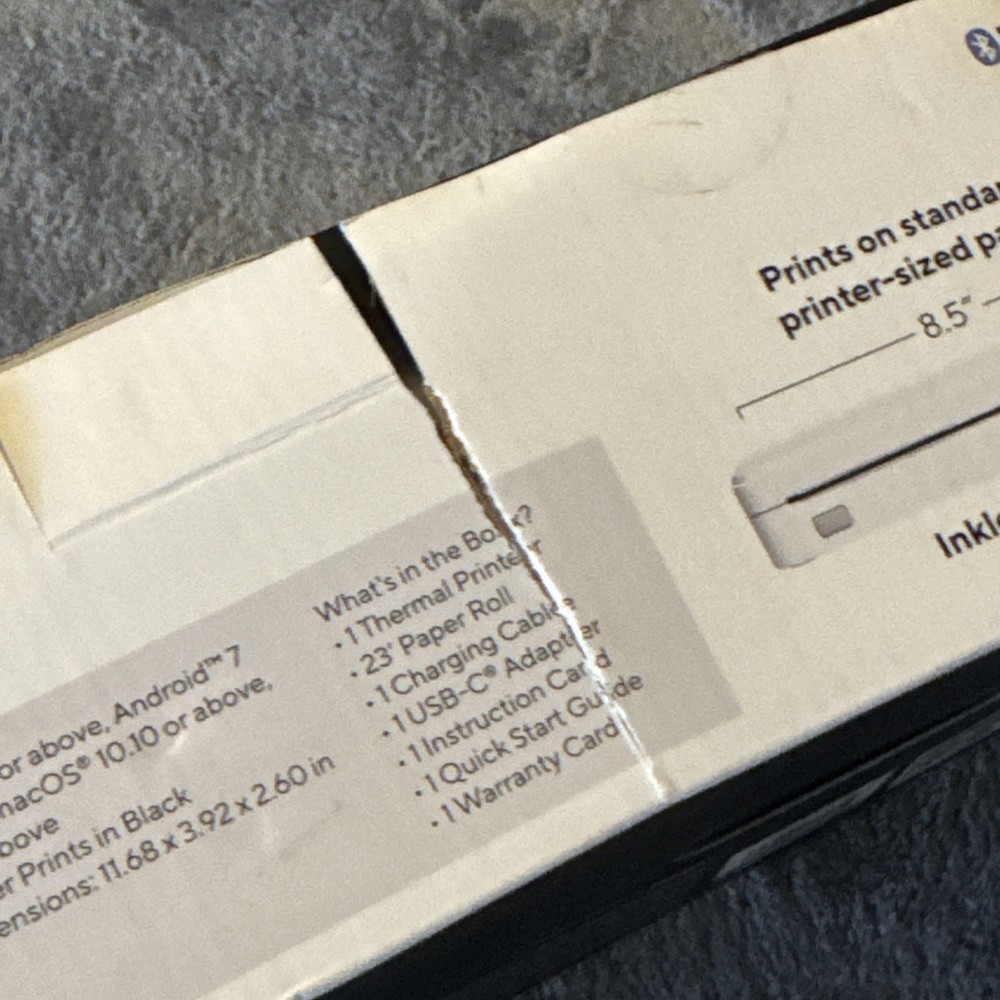 Prints on standar
printer-sized pa
8.5"
Inkle
What's in the Box?
• 1 Thermal Printer
• 23' Paper Roll
• 1 Charging Cable
• 1 USB-C® Adapter
• 1 Instruction Card
• 1 Quick Start Guide
• 1 Warranty Card
or above, Android™ 7
macOS® 10.10 or above,
bove
er Prints in Black
ensions: 11.68 x 3.92 x 2.60 in